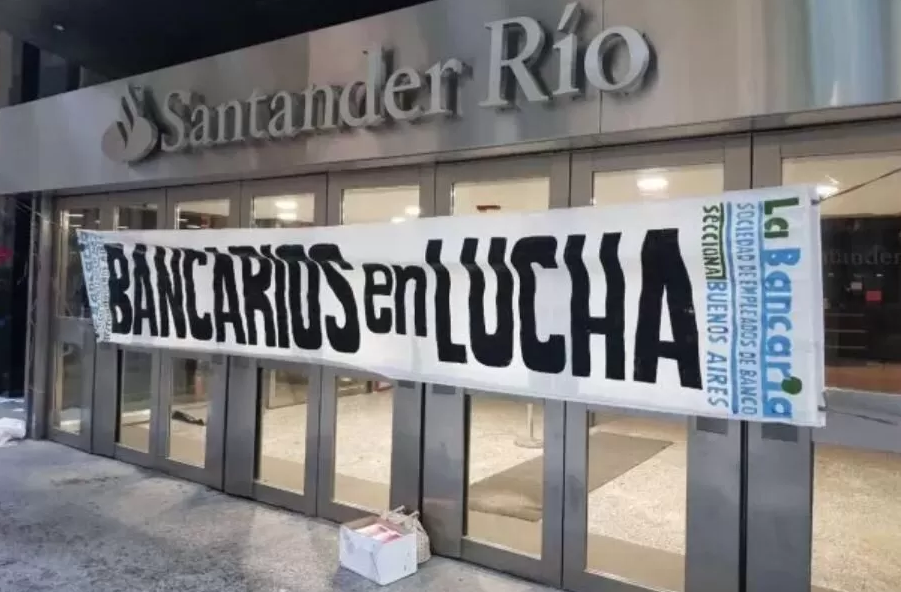 Santander Río
BANCARIOS en LUCHA
La Bancaria
SOCIEDAD DE EMPLEADOS DE BANCO
SECCIONAL BUENOS AIRES